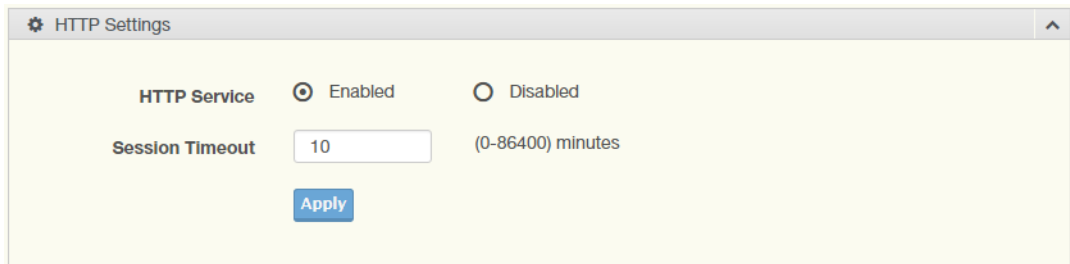 HTTP Settings
HTTP Service Enabled Disabled
Session Timeout 10 (0-86400) minutes
Apply